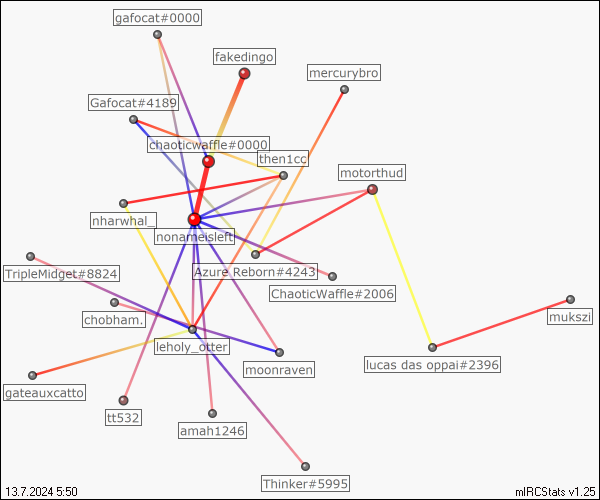 gafocat#0000
fakedingo
mercurybro
Gafocat#4189
chaoticwaffle#0000
then1cc
motorthud
nharwhal_
nonameisleft
Azure Reborn#4243
TripleMidget#8824
ChaoticWaffle#2006
chobham.
mukszi
leholy_otter
moonraven
lucas das oppai#2396
gateauxcatto
tt532
amah1246
Thinker#5995
13.7.2024 5:50
mIRCStats v1.25